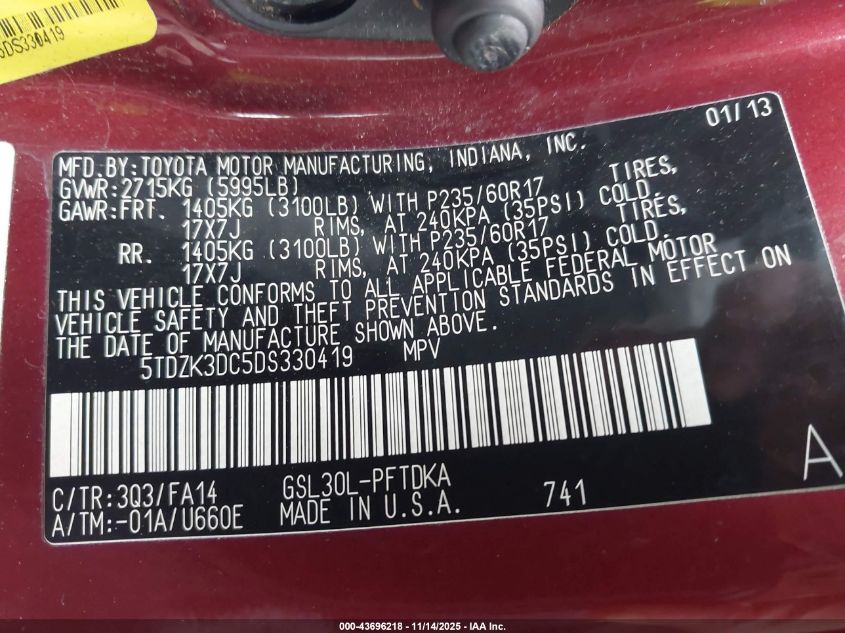 5DS330419
01/13
MFD.BY:TOYOTA MOTOR MANUFACTURING, INDIANA, INC.
GVWR:2715KG (5995LB)
GAWR:FRT. 1405KG (3100LB) WITH P235/60R17 TIRES,
17X7J RIMS, AT 240KPA (35PSI) COLD.
RR. 1405KG (3100LB) WITH P235/60R17 TIRES,
17X7J RIMS, AT 240KPA (35PSI) COLD.
THIS VEHICLE CONFORMS TO ALL APPLICABLE FEDERAL MOTOR
VEHICLE SAFETY AND THEFT PREVENTION STANDARDS IN EFFECT ON
THE DATE OF MANUFACTURE SHOWN ABOVE.
5TDZK3DC5DS330419 MPV
C/TR:3Q3/FA14 GSL30L-PFTDKA
A/TM:-01A/U660E MADE IN U.S.A. 741
A
000-43696218 - 11/14/2025 - IAA Inc.